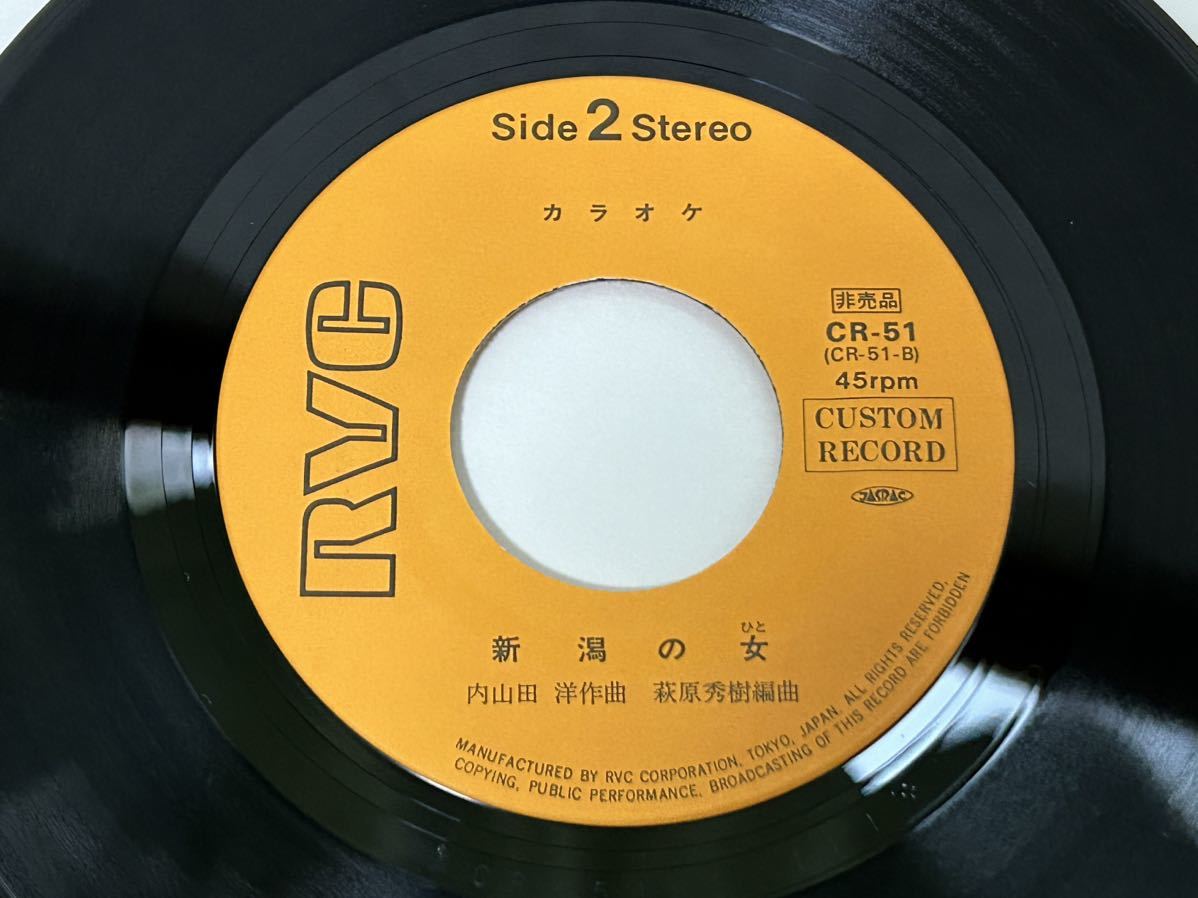 Side 2 Stereo
カラオケ
RVC
非売品
CR-51
(CR-51-B)
45rpm
CUSTOM
RECORD
JASRAC
ひと
新潟の女
内山田 洋作曲 萩原秀樹編曲
MANUFACTURED BY RVC CORPORATION, TOKYO, JAPAN. ALL RIGHTS RESERVED,
COPYING, PUBLIC PERFORMANCE, BROADCASTING OF THIS RECORD ARE FORBIDDEN